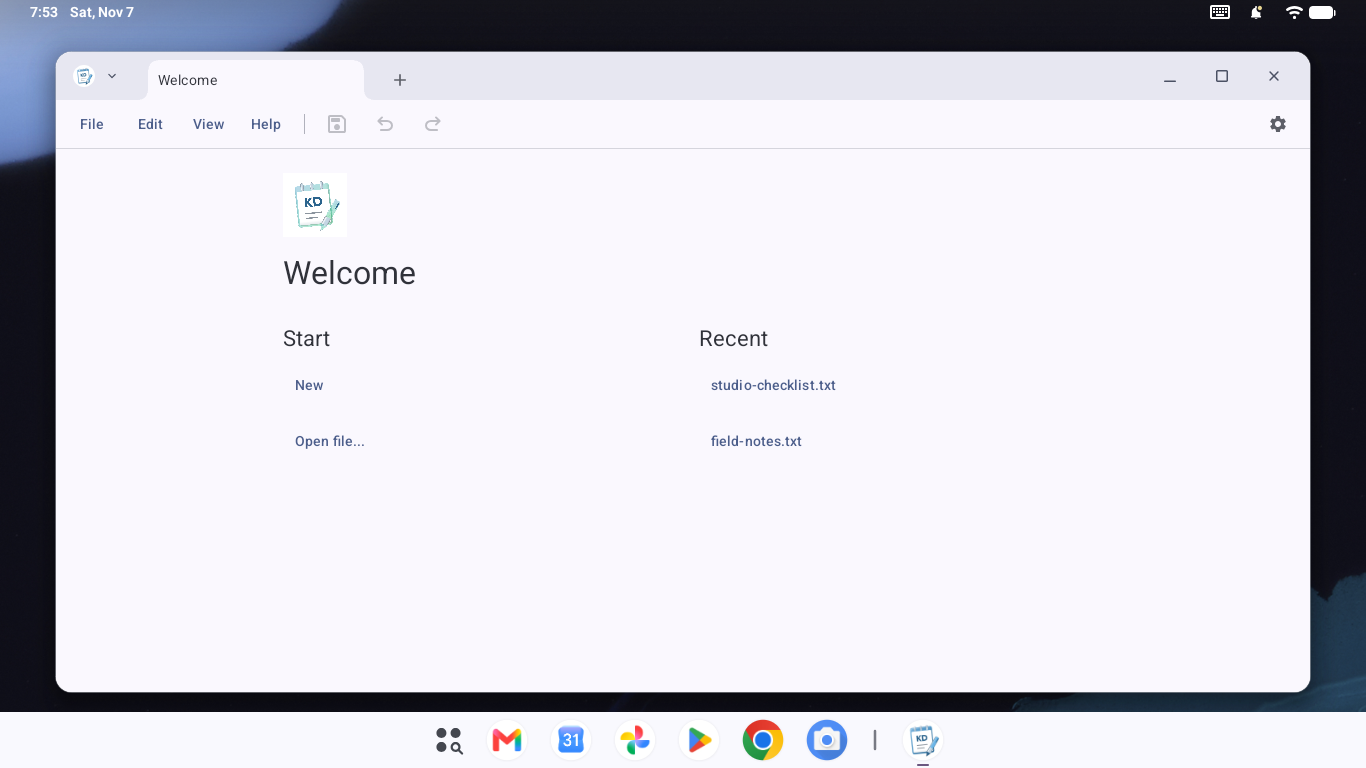 7:53 Sat, Nov 7
Welcome
File Edit View Help
KD
Welcome
Start
New
Open file...
Recent
studio-checklist.txt
field-notes.txt
31
KD